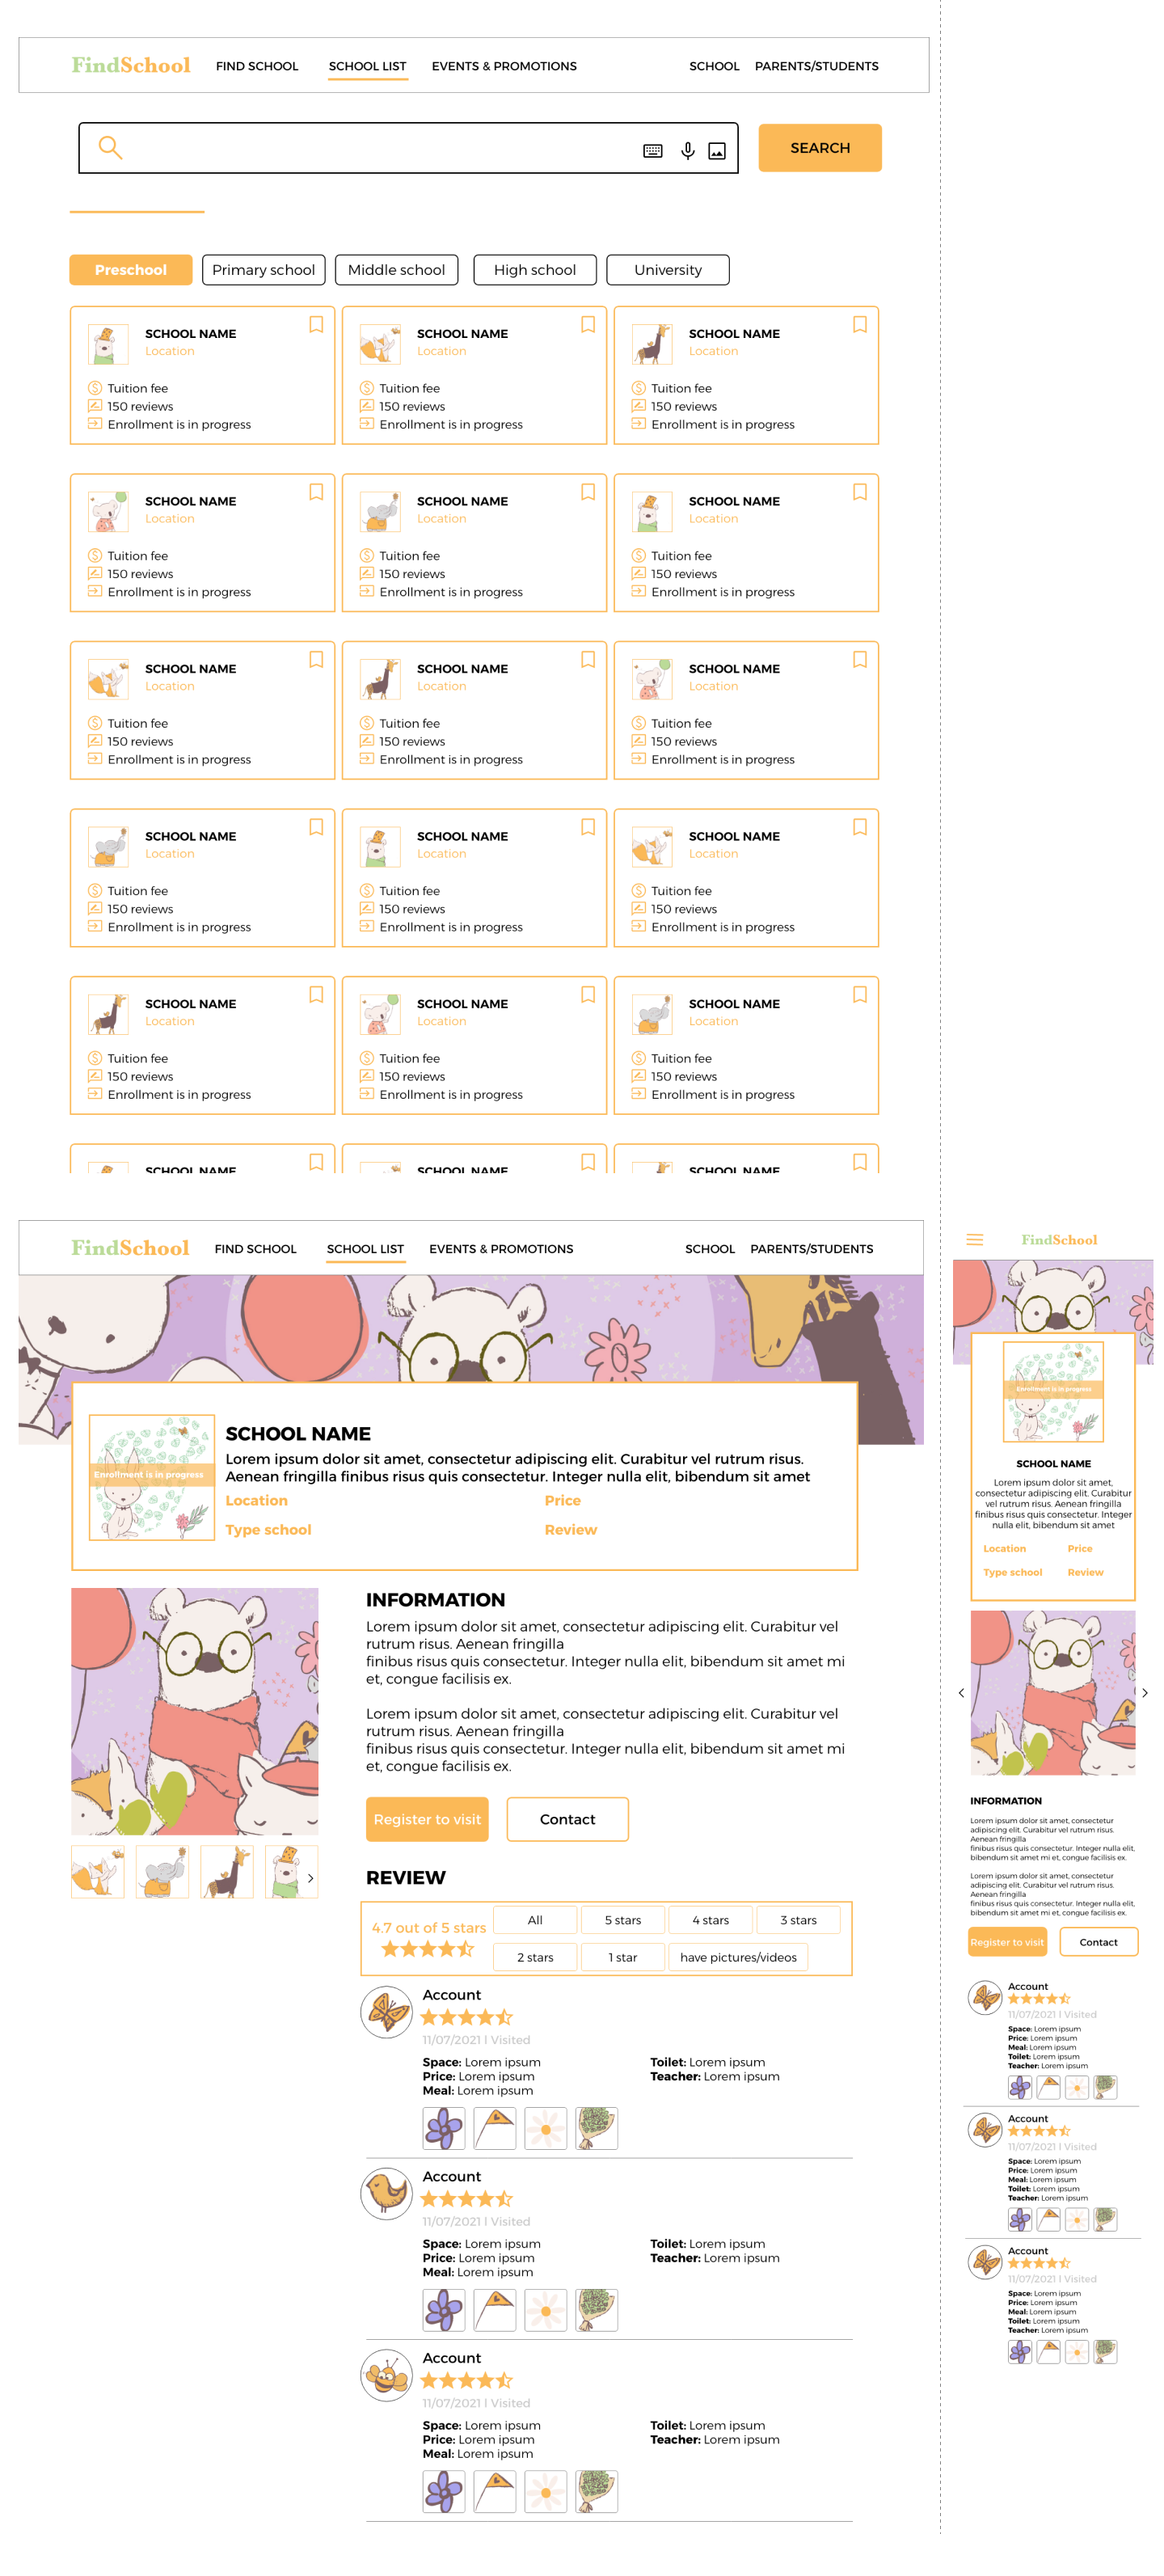 FindSchool FIND SCHOOL SCHOOL LIST EVENTS & PROMOTIONS SCHOOL PARENTS/STUDENTS
SEARCH
Preschool Primary school Middle school High school University
SCHOOL NAME SCHOOL NAME SCHOOL NAME
Location Location Location
Tuition fee Tuition fee Tuition fee
150 reviews 150 reviews 150 reviews
Enrollment is in progress Enrollment is in progress Enrollment is in progress
SCHOOL NAME SCHOOL NAME SCHOOL NAME
Location Location Location
Tuition fee Tuition fee Tuition fee
150 reviews 150 reviews 150 reviews
Enrollment is in progress Enrollment is in progress Enrollment is in progress
SCHOOL NAME SCHOOL NAME SCHOOL NAME
Location Location Location
Tuition fee Tuition fee Tuition fee
150 reviews 150 reviews 150 reviews
Enrollment is in progress Enrollment is in progress Enrollment is in progress
SCHOOL NAME SCHOOL NAME SCHOOL NAME
Location Location Location
Tuition fee Tuition fee Tuition fee
150 reviews 150 reviews 150 reviews
Enrollment is in progress Enrollment is in progress Enrollment is in progress
SCHOOL NAME SCHOOL NAME SCHOOL NAME
Location Location Location
Tuition fee Tuition fee Tuition fee
150 reviews 150 reviews 150 reviews
Enrollment is in progress Enrollment is in progress Enrollment is in progress
SCHOOL NAME SCHOOL NAME SCHOOL NAME
FindSchool FIND SCHOOL SCHOOL LIST EVENTS & PROMOTIONS SCHOOL PARENTS/STUDENTS
Enrollment is in progress
SCHOOL NAME
Lorem ipsum dolor sit amet, consectetur adipiscing elit. Curabitur vel rutrum risus.
Aenean fringilla finibus risus quis consectetur. Integer nulla elit, bibendum sit amet
Location Price
Type school Review
INFORMATION
Lorem ipsum dolor sit amet, consectetur adipiscing elit. Curabitur vel
rutrum risus. Aenean fringilla
finibus risus quis consectetur. Integer nulla elit, bibendum sit amet mi
et, congue facilisis ex.
Lorem ipsum dolor sit amet, consectetur adipiscing elit. Curabitur vel
rutrum risus. Aenean fringilla
finibus risus quis consectetur. Integer nulla elit, bibendum sit amet mi
et, congue facilisis ex.
Register to visit Contact
REVIEW
4.7 out of 5 stars
All 5 stars 4 stars 3 stars
2 stars 1 star have pictures/videos
Account
11/07/2021 | Visited
Space: Lorem ipsum Toilet: Lorem ipsum
Price: Lorem ipsum Teacher: Lorem ipsum
Meal: Lorem ipsum
Account
11/07/2021 | Visited
Space: Lorem ipsum Toilet: Lorem ipsum
Price: Lorem ipsum Teacher: Lorem ipsum
Meal: Lorem ipsum
Account
11/07/2021 | Visited
Space: Lorem ipsum Toilet: Lorem ipsum
Price: Lorem ipsum Teacher: Lorem ipsum
Meal: Lorem ipsum
FindSchool
Enrollment is in progress
SCHOOL NAME
Lorem ipsum dolor sit amet,
consectetur adipiscing elit. Curabitur
vel rutrum risus. Aenean fringilla
finibus risus quis consectetur. Integer
nulla elit, bibendum sit amet
Location Price
Type school Review
INFORMATION
Lorem ipsum dolor sit amet, consectetur
adipiscing elit. Curabitur vel rutrum risus.
Aenean fringilla
finibus risus quis consectetur. Integer nulla elit,
bibendum sit amet mi et, congue facilisis ex.
Lorem ipsum dolor sit amet, consectetur
adipiscing elit. Curabitur vel rutrum risus.
Aenean fringilla
finibus risus quis consectetur. Integer nulla elit,
bibendum sit amet mi et, congue facilisis ex.
Register to visit Contact
Account
11/07/2021 | Visited
Space: Lorem ipsum
Price: Lorem ipsum
Meal: Lorem ipsum
Toilet: Lorem ipsum
Teacher: Lorem ipsum
Account
11/07/2021 | Visited
Space: Lorem ipsum
Price: Lorem ipsum
Meal: Lorem ipsum
Toilet: Lorem ipsum
Teacher: Lorem ipsum
Account
11/07/2021 | Visited
Space: Lorem ipsum
Price: Lorem ipsum
Meal: Lorem ipsum
Toilet: Lorem ipsum
Teacher: Lorem ipsum